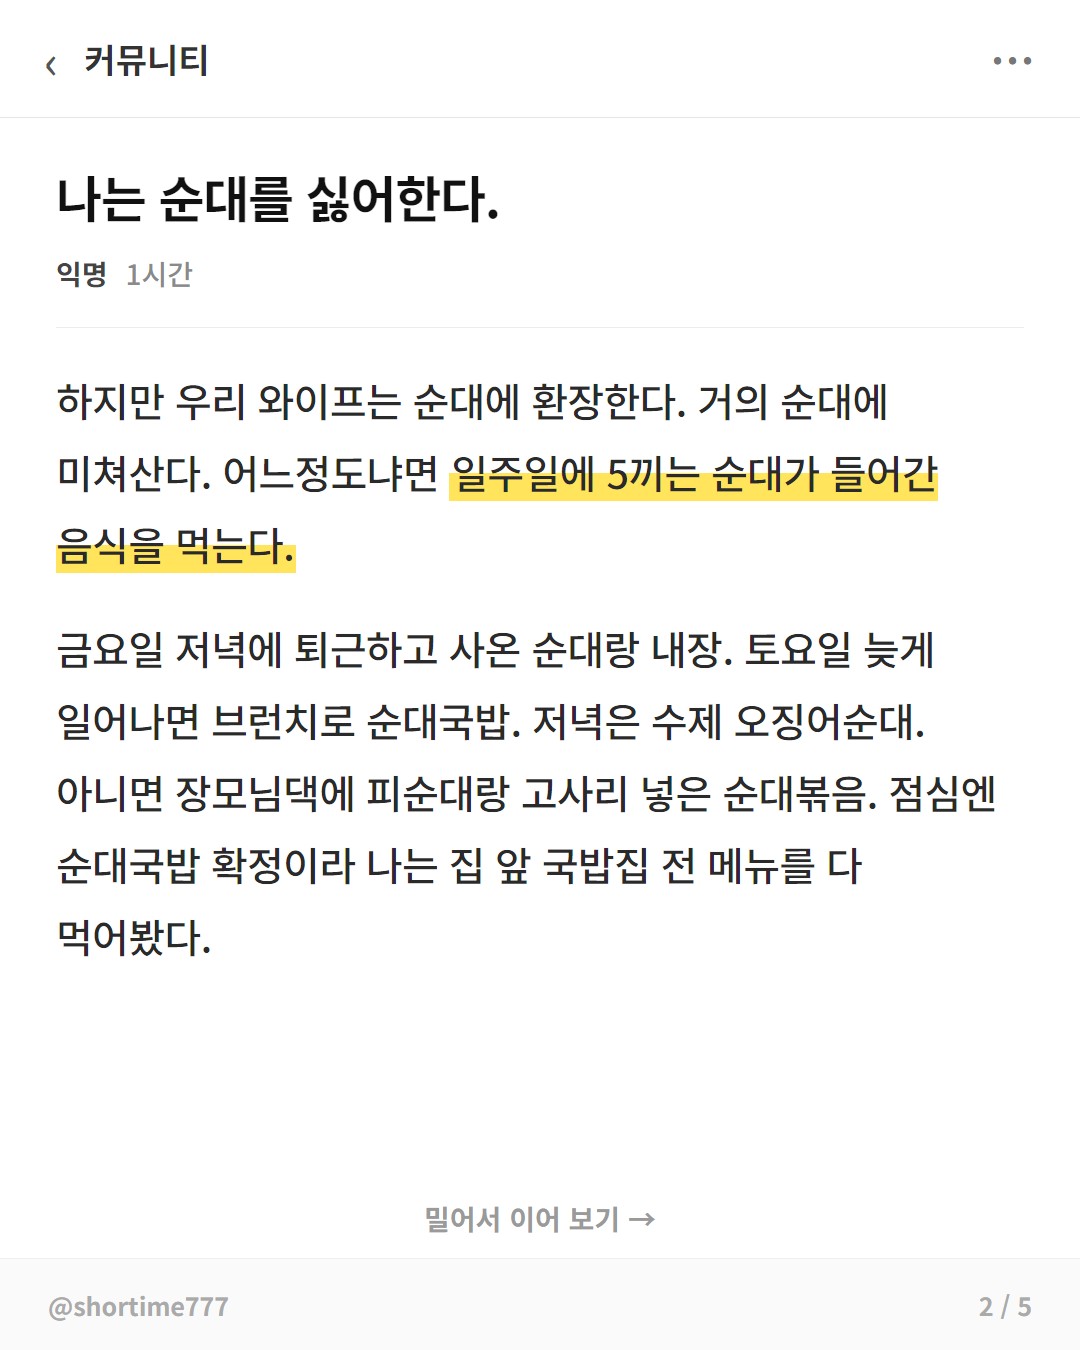 ‹ 커뮤니티 •••
나는 순대를 싫어한다.
익명 1시간
하지만 우리 와이프는 순대에 환장한다. 거의 순대에
미쳐산다. 어느정도냐면 일주일에 5끼는 순대가 들어간
음식을 먹는다.
금요일 저녁에 퇴근하고 사온 순대랑 내장. 토요일 늦게
일어나면 브런치로 순대국밥. 저녁은 수제 오징어순대.
아니면 장모님댁에 피순대랑 고사리 넣은 순대볶음. 점심엔
순대국밥 확정이라 나는 집 앞 국밥집 전 메뉴를 다
먹어봤다.
밀어서 이어 보기 →
@shortime777
2 / 5